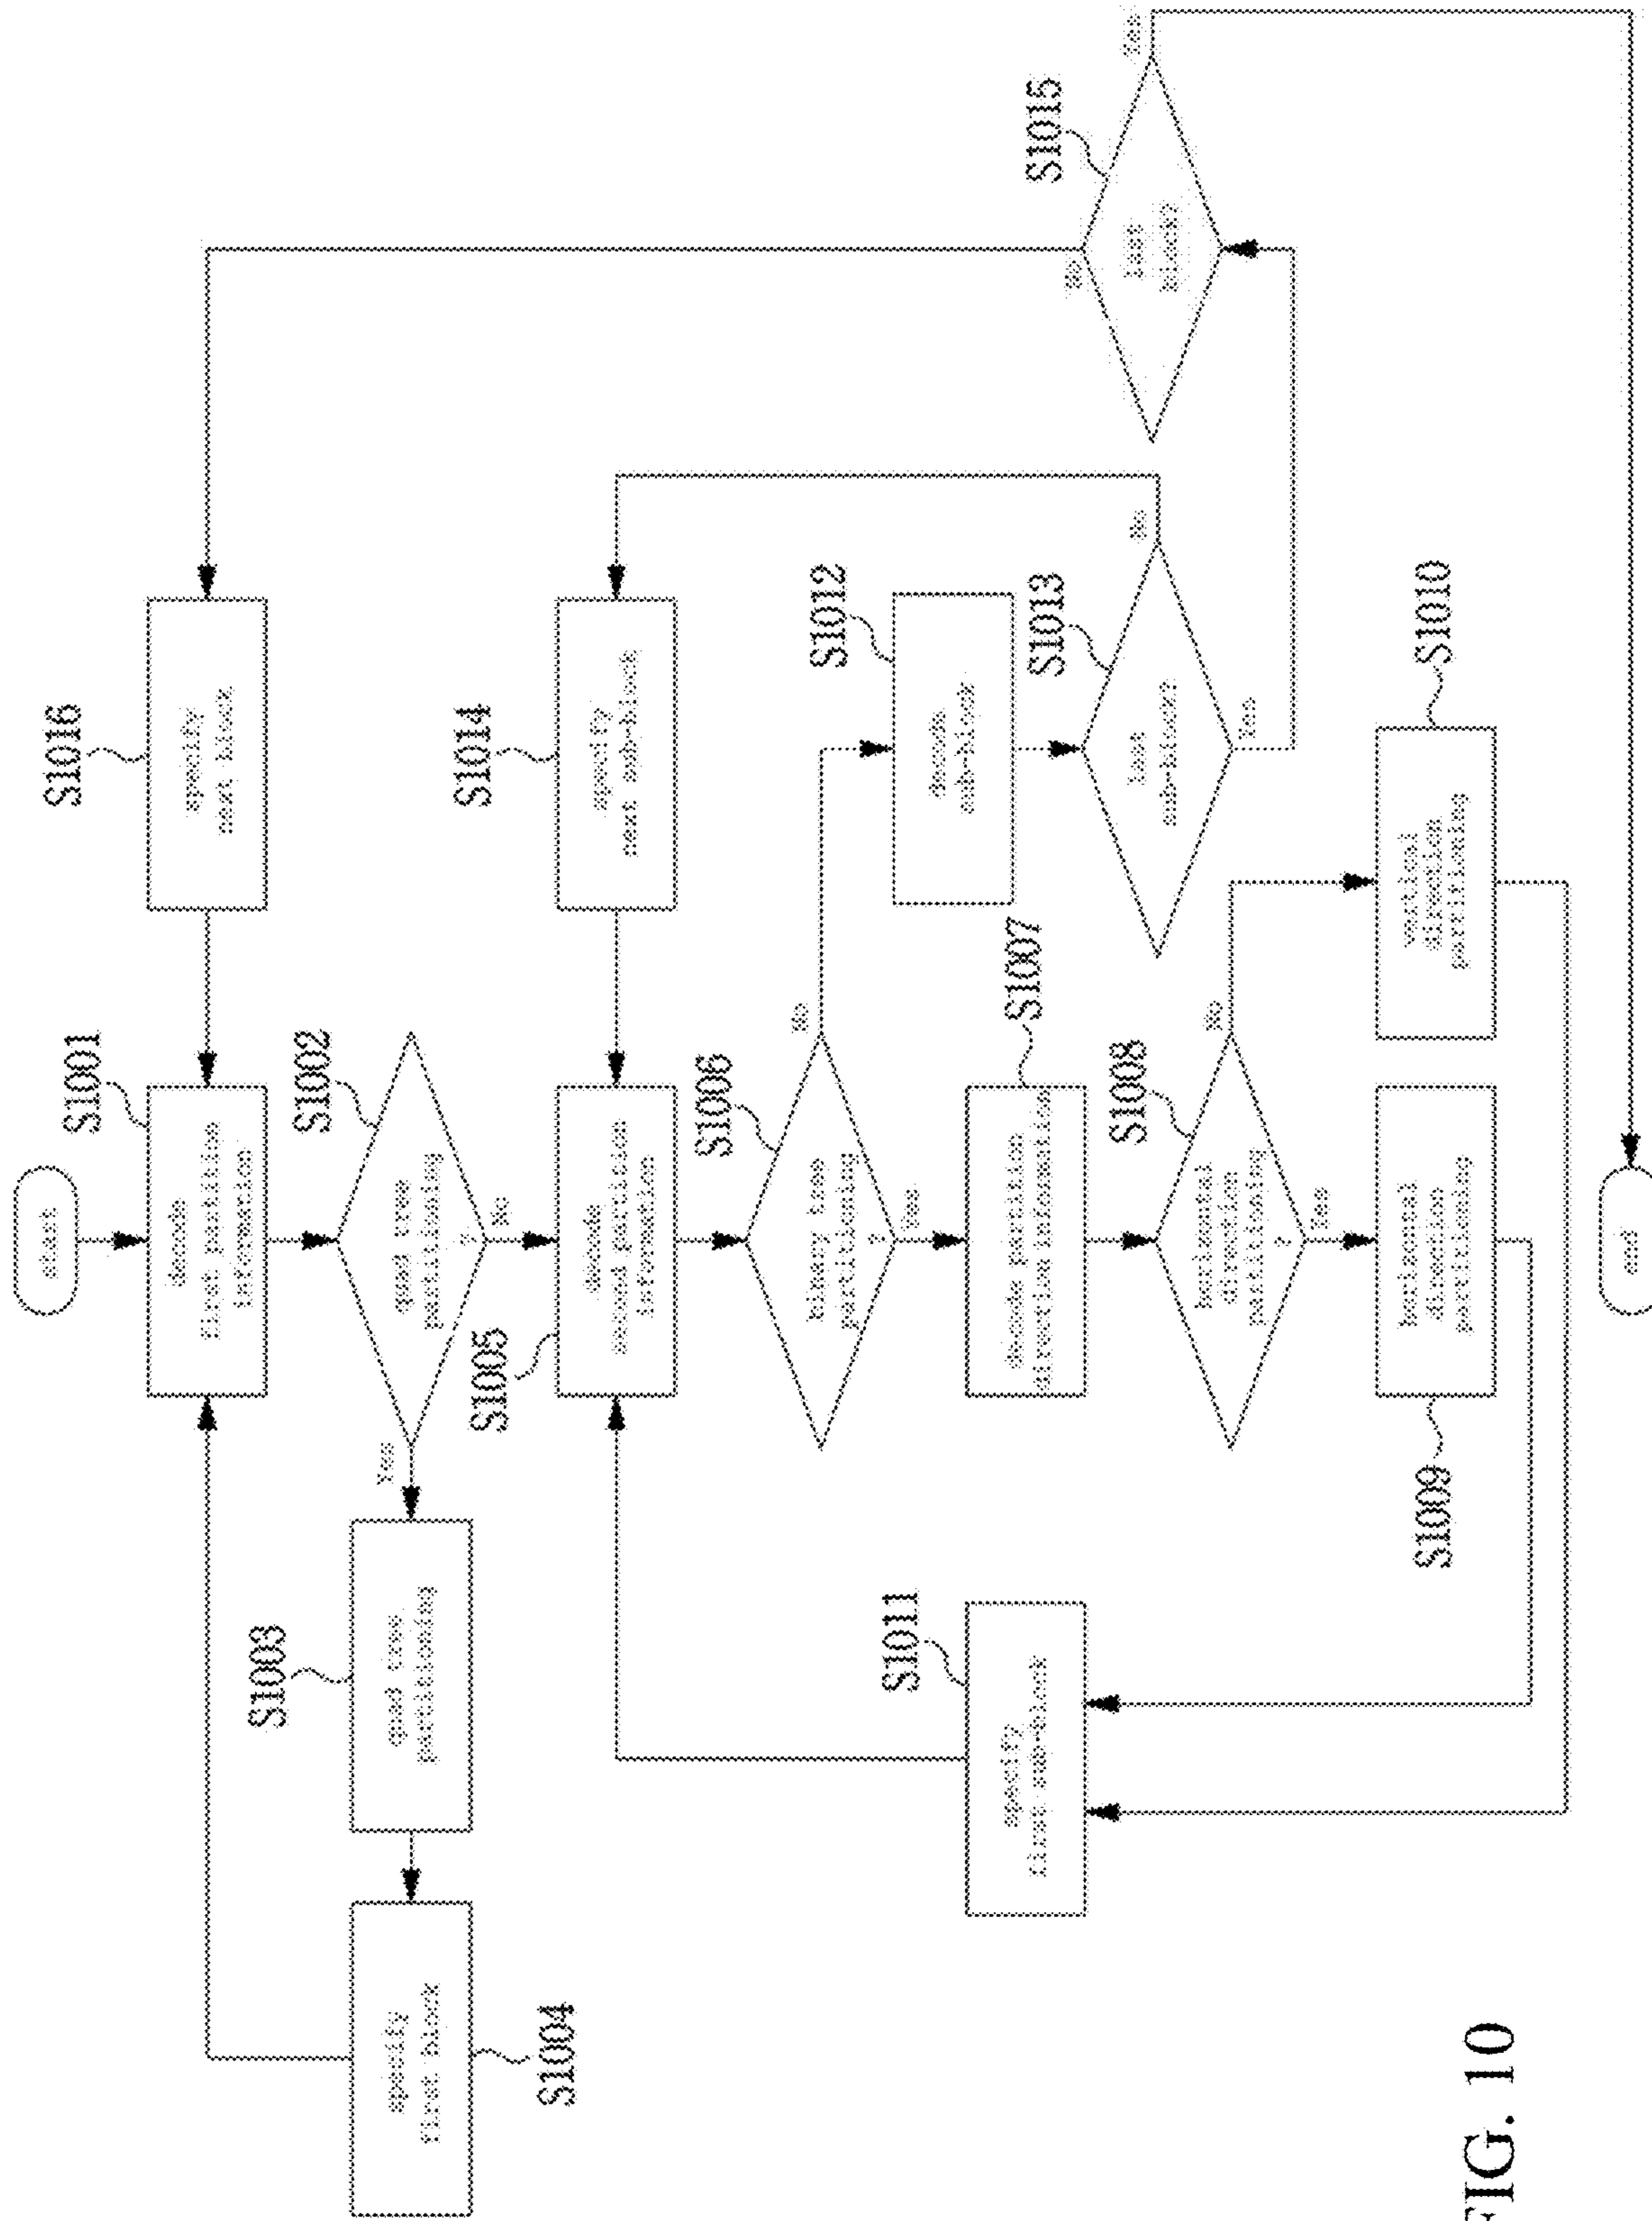 start
S1001
decode
first partition
information
S1016
specify
next block
S1002
quad tree
partitioning
?
Yes
No
S1003
quad tree
partitioning
S1004
specify
first block
S1005
decode
second partition
information
S1014
specify
next sub-block
S1006
binary tree
partitioning
?
Yes
No
S1012
decode
sub-block
S1013
last
sub-block?
No
Yes
S1015
last
block?
No
Yes
S1007
decode partition
direction information
S1008
horizontal
direction
partitioning
?
Yes
No
S1009
horizontal
direction
partitioning
S1010
vertical
direction
partitioning
S1011
specify
first sub-block
end
FIG. 10